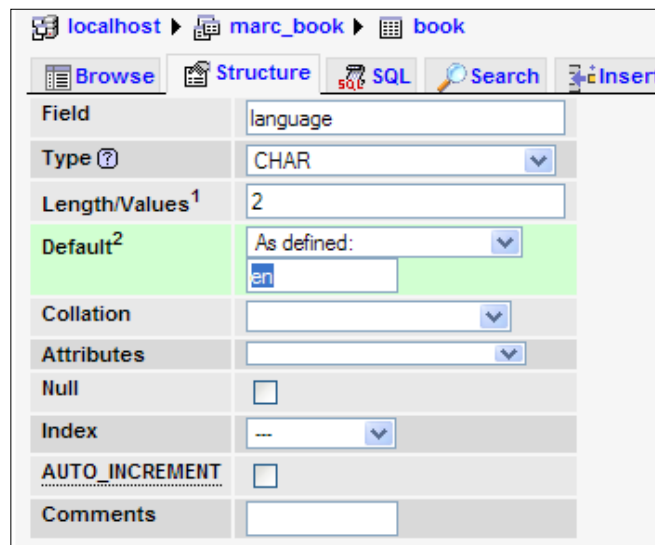 localhost marc_book book
Browse Structure SQL Search Insert
Field language
Type CHAR
Length/Values1 2
Default2 As defined:
en
Collation
Attributes
Null
Index ---
AUTO_INCREMENT
Comments